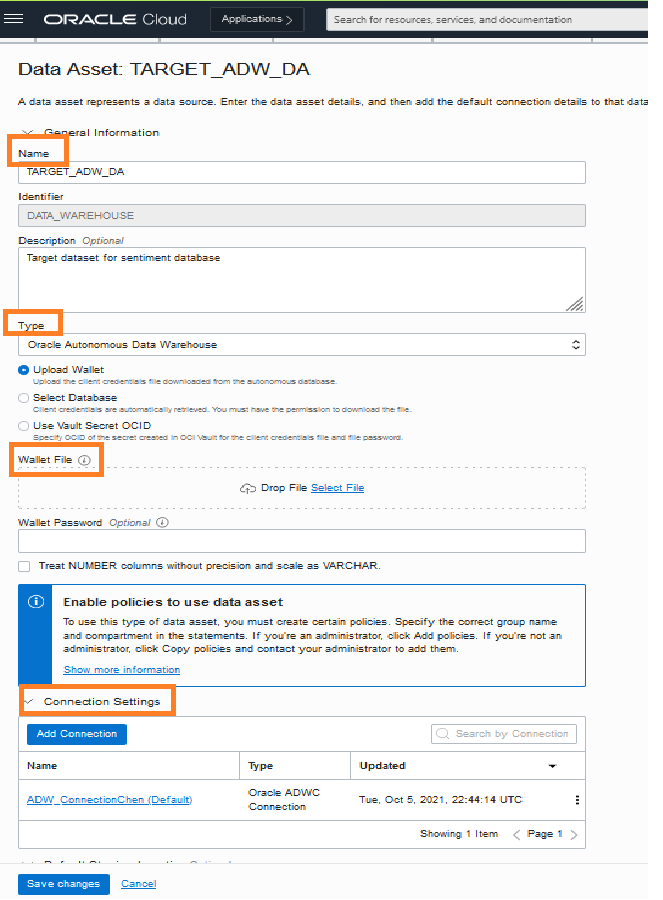 ORACLE Cloud
Applications
Search for resources, services, and documentation
Data Asset: TARGET_ADW_DA
A data asset represents a data source. Enter the data asset details, and then add the default connection details to that data
General Information
Name
TARGET_ADW_DA
Identifier
DATA_WAREHOUSE
Description Optional
Target dataset for sentiment database
Type
Oracle Autonomous Data Warehouse
Upload Wallet
Upload the client credentials file downloaded from the autonomous database.
Select Database
Client credentials are automatically retrieved. You must have the permission to download the file.
Use Vault Secret OCID
Specify OCID of the secret created in OCI Vault for the client credentials file and file password.
Wallet File
Drop File Select File
Wallet Password Optional
Treat NUMBER columns without precision and scale as VARCHAR.
Enable policies to use data asset
To use this type of data asset, you must create certain policies. Specify the correct group name
and compartment in the statements. If you're an administrator, click Add policies. If you're not an
administrator, click Copy policies and contact your administrator to add them.
Show more information
Connection Settings
Add Connection
Search by Connection
Name Type Updated
ADW_ConnectionChen (Default) Oracle ADWC Tue, Oct 5, 2021, 22:44:14 UTC
Connection
Showing 1 Item Page 1
Save changes Cancel